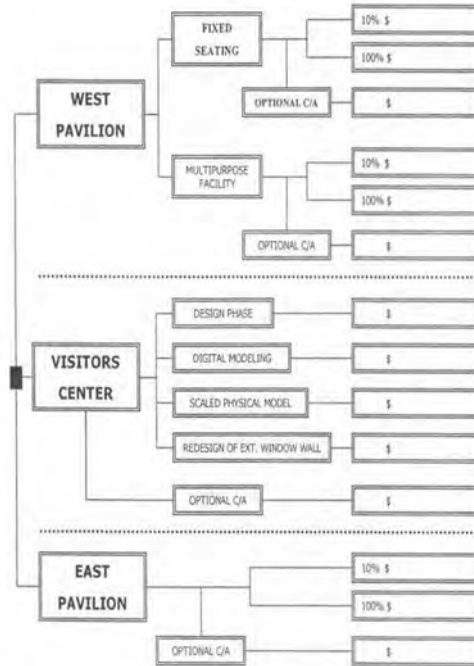 FIXED
SEATING
10% $
100% $
WEST
PAVILION
OPTIONAL C/A
$
MULTIPURPOSE
FACILITY
10% $
100% $
OPTIONAL C/A
$
DESIGN PHASE
$
VISITORS
CENTER
DIGITAL MODELING
$
SCALED PHYSICAL MODEL
$
REDESIGN OF EXT. WINDOW WALL
$
OPTIONAL C/A
$
EAST
PAVILION
10% $
100% $
OPTIONAL C/A
$